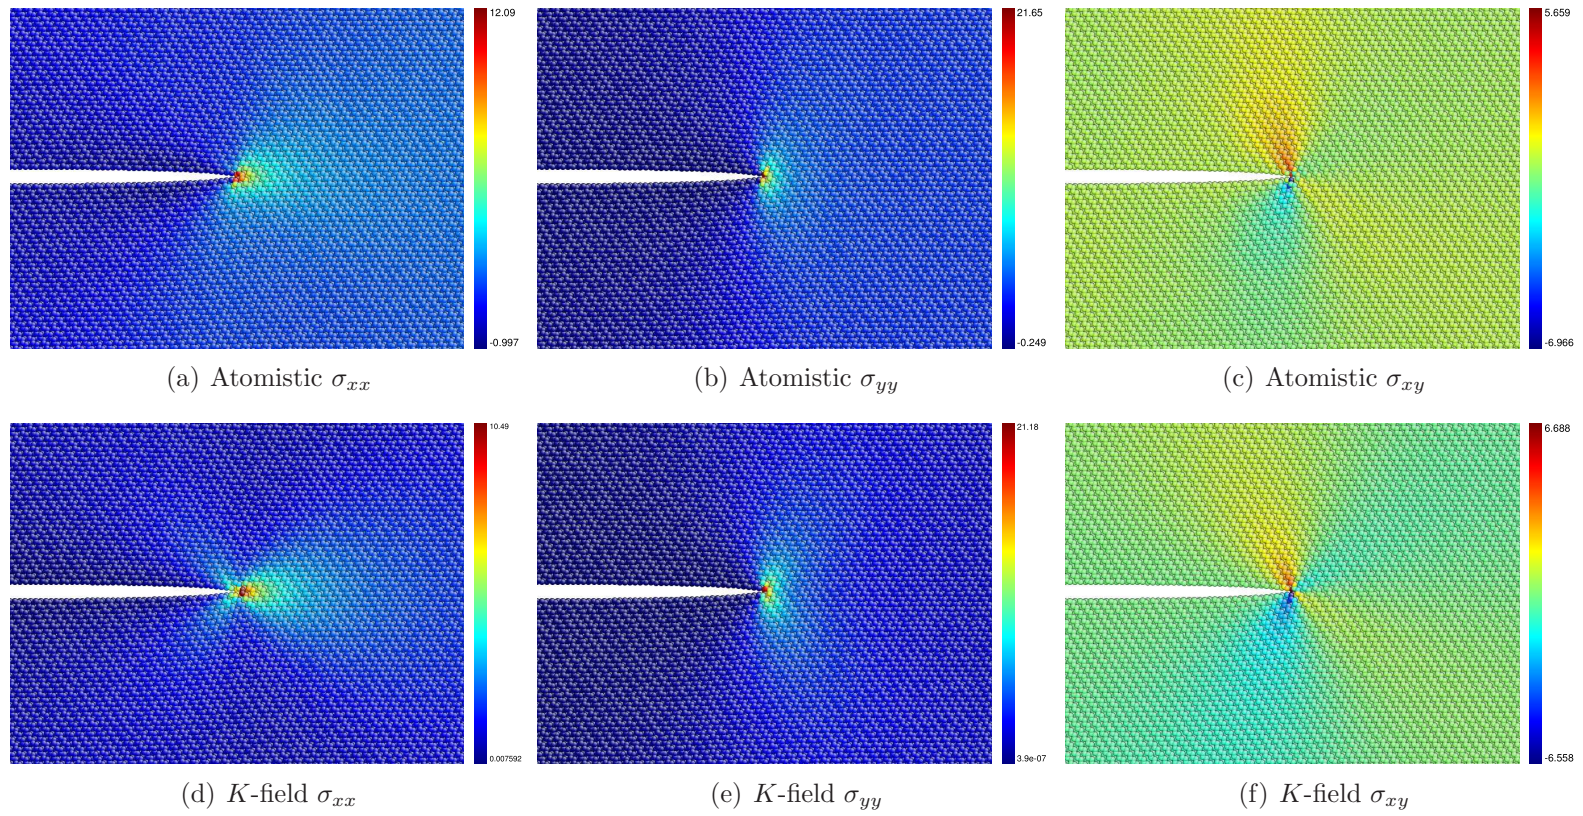 12.09
-0.997
(a) Atomistic σxx
21.65
-0.249
(b) Atomistic σyy
5.659
-6.966
(c) Atomistic σxy
10.49
0.007592
(d) K-field σxx
21.18
3.9e-07
(e) K-field σyy
6.688
-6.558
(f) K-field σxy